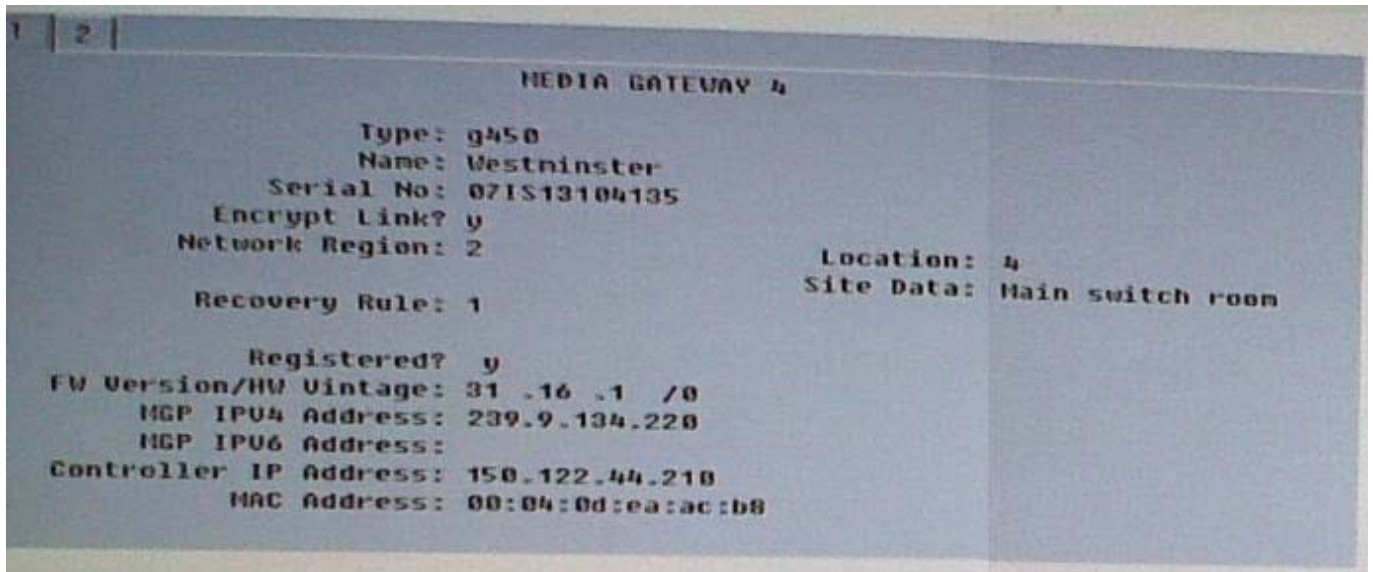 1 | 2 |
MEDIA GATEWAY 4
Type: g450
Name: Westminster
Serial No: 07IS13104135
Encrypt Link? y
Network Region: 2
Location: 4
Site Data: Main switch room
Recovery Rule: 1
Registered? y
FW Version/HW Vintage: 31 .16 .1 /0
MGP IPV4 Address: 239.9.134.220
MGP IPV6 Address:
Controller IP Address: 150.122.44.210
MAC Address: 00:04:0d:ea:ac:b8